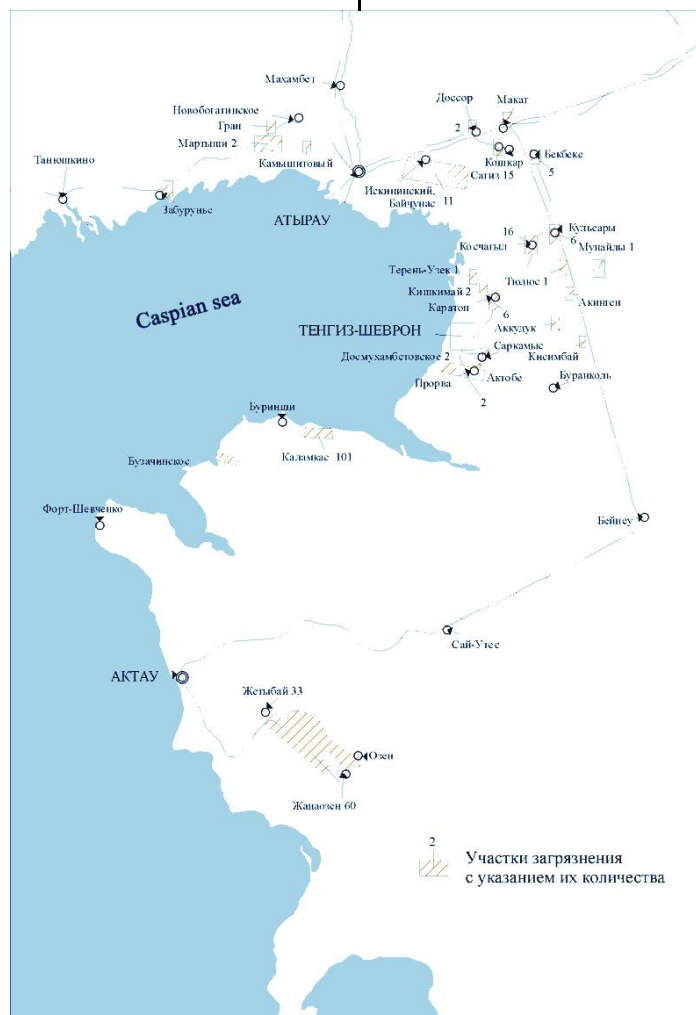 Махамбет
Новобогатинское
Гран
Мартыши 2
Камышитовый
Доссор
2
Макат
Кошкар
Сагиз 15
Бекбеке
5
Танюшкино
Забурунье
Искининский,
Байчунас
11
АТЫРАУ
16
Косчагыл
Кульсары
6
Мунайлы 1
Терень-Узек 1
Тюлюс 1
Кишкимай 2
Каратон
6
Акинген
Caspian sea
ТЕНГИЗ-ШЕВРОН
Аккудук
Саркамыс
Досмухамбетовское 2
Кисимбай
Прорва
Актобе
2
Буранколь
Буринши
Каламкас 101
Бузачинское
Форт-Шевченко
Бейнеу
Сай-Утес
АКТАУ
Жетыбай 33
Озен
Жанаозен 60
2
Участки загрязнения
с указанием их количества